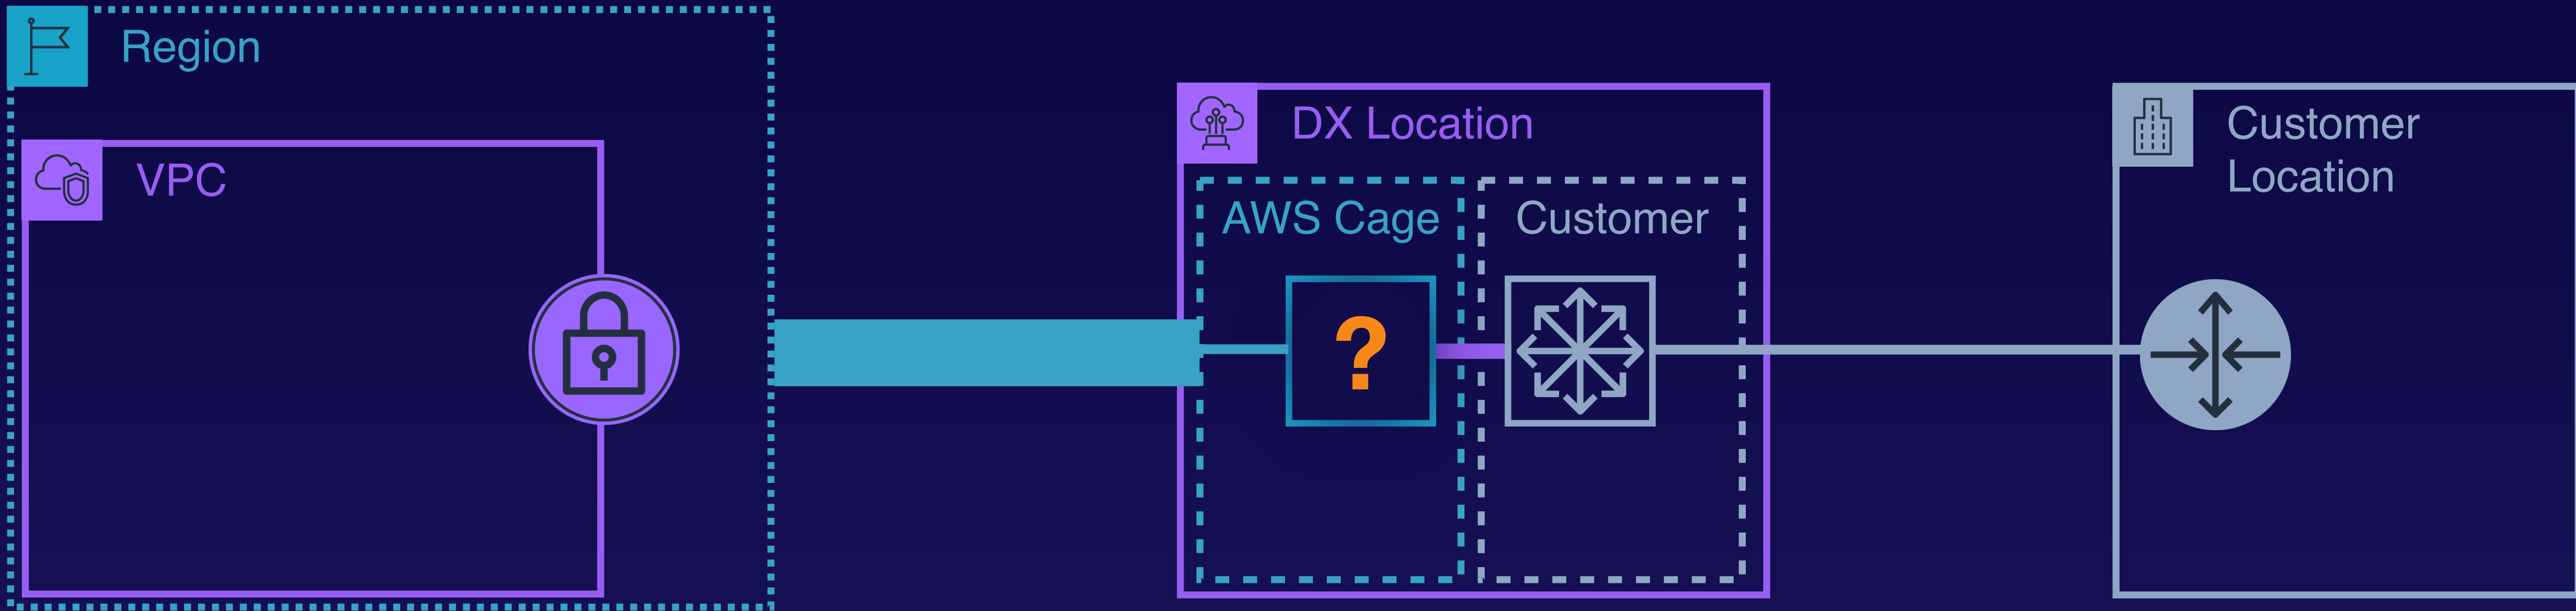 Region
VPC
DX Location
AWS Cage
Customer
?
Customer
Location